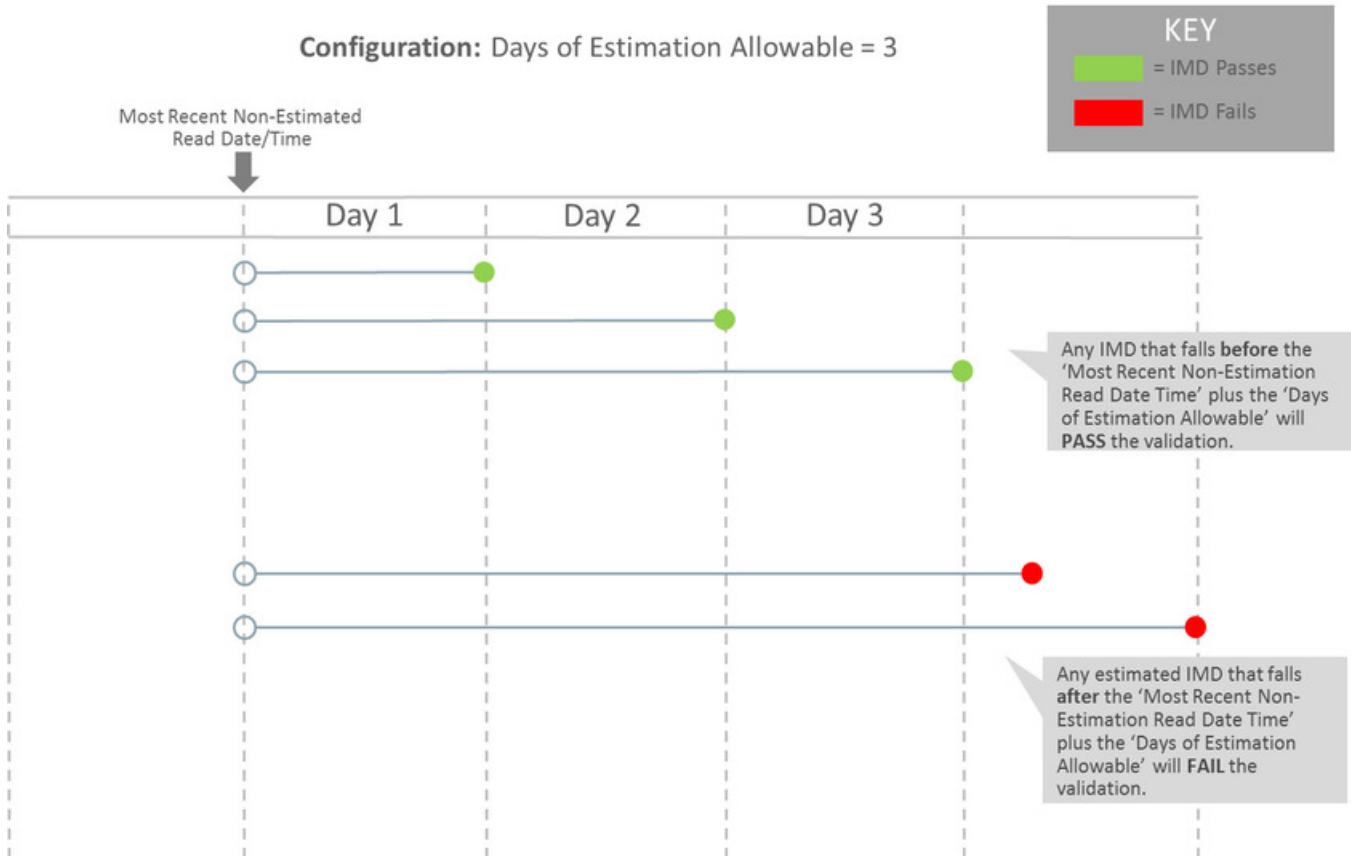 Configuration: Days of Estimation Allowable = 3
KEY
= IMD Passes
= IMD Fails
Most Recent Non-Estimated
Read Date/Time
Day 1
Day 2
Day 3
Any IMD that falls before the
‘Most Recent Non-Estimation
Read Date Time’ plus the ‘Days
of Estimation Allowable’ will
PASS the validation.
Any estimated IMD that falls
after the ‘Most Recent Non-
Estimation Read Date Time’
plus the ‘Days of Estimation
Allowable’ will FAIL the
validation.